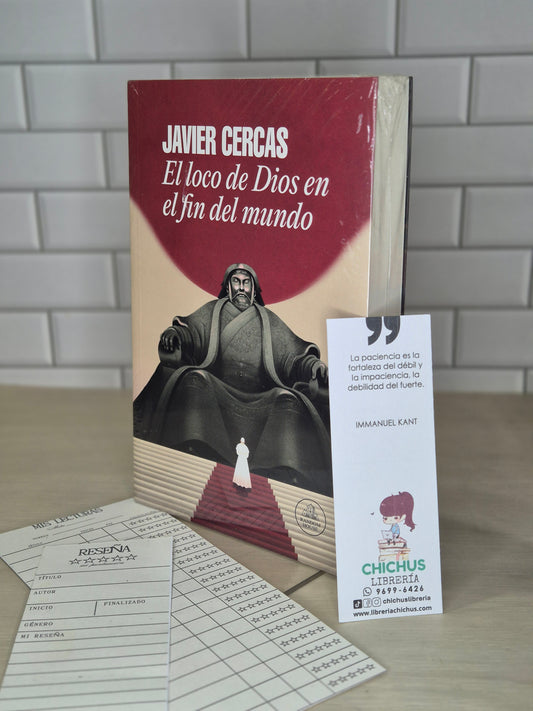 JAVIER CERCAS
El loco de Dios en
el fin del mundo
RANDOM
HOUSE
”
La paciencia es la
fortaleza del débil y
la impaciencia, la
debilidad del fuerte.
IMMANUEL KANT
CHICHUS
LIBRERÍA
9699-6426
chichuslibreria
www.libreriachichus.com
MIS LECTURAS
RESEÑA
TÍTULO
AUTOR
INICIO FINALIZADO
GÉNERO
MI RESEÑA